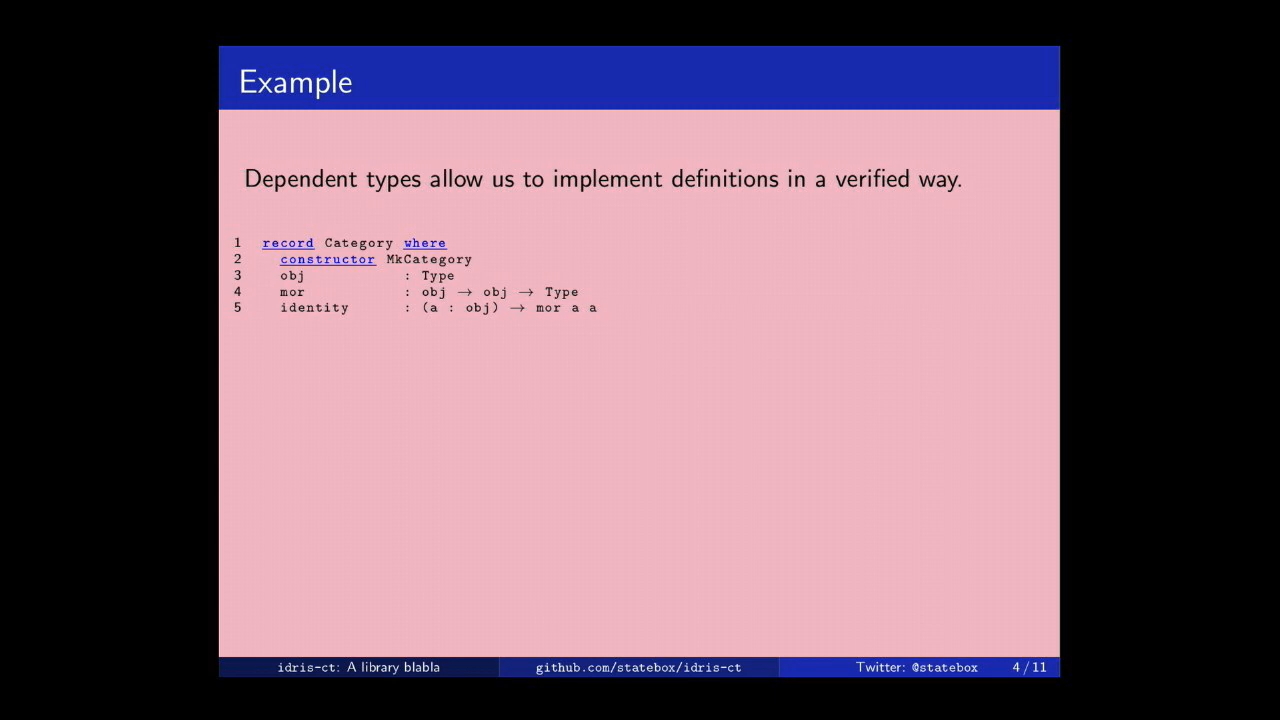 Example
Dependent types allow us to implement definitions in a verified way.
1 record Category where
2 constructor MkCategory
3 obj : Type
4 mor : obj → obj → Type
5 identity : (a : obj) → mor a a
idris-ct: A library blabla github.com/statebox/idris-ct Twitter: @statebox 4 / 11